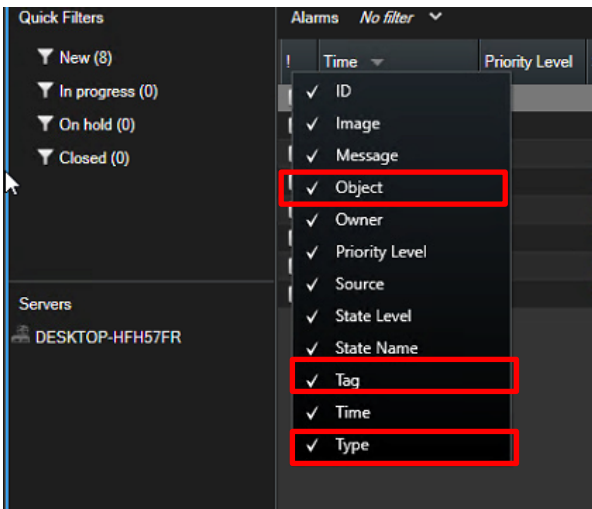 Quick Filters
New (8)
In progress (0)
On hold (0)
Closed (0)
Servers
DESKTOP-HFH57FR
Alarms No filter
! Time Priority Level
ID
Image
Message
Object
Owner
Priority Level
Source
State Level
State Name
Tag
Time
Type